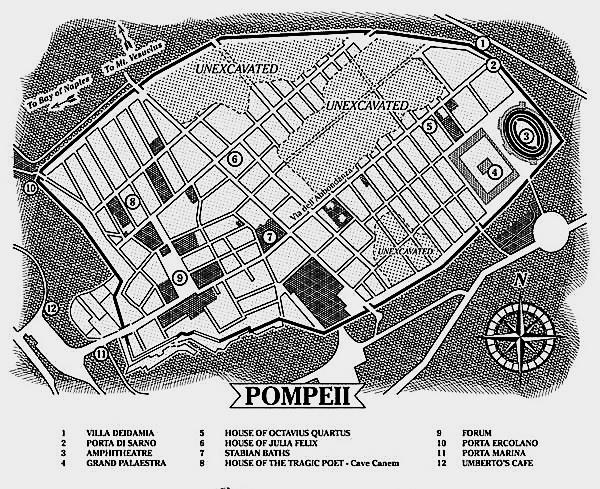 To Mt. Vesuvius
To Bay of Naples
UNEXCAVATED
UNEXCAVATED
1
2
3
4
5
6
7
8
9
10
11
12
Via dell'Abbondanza
UNEXCAVATED
N
POMPEII
1 VILLA DEIDAMIA
2 PORTA DI SARNO
3 AMPHITHEATRE
4 GRAND PALAESTRA
5 HOUSE OF OCTAVIUS QUARTUS
6 HOUSE OF JULIA FELIX
7 STABIAN BATHS
8 HOUSE OF THE TRAGIC POET - Cave Canem
9 FORUM
10 PORTA ERCOLANO
11 PORTA MARINA
12 UMBERTO'S CAFE